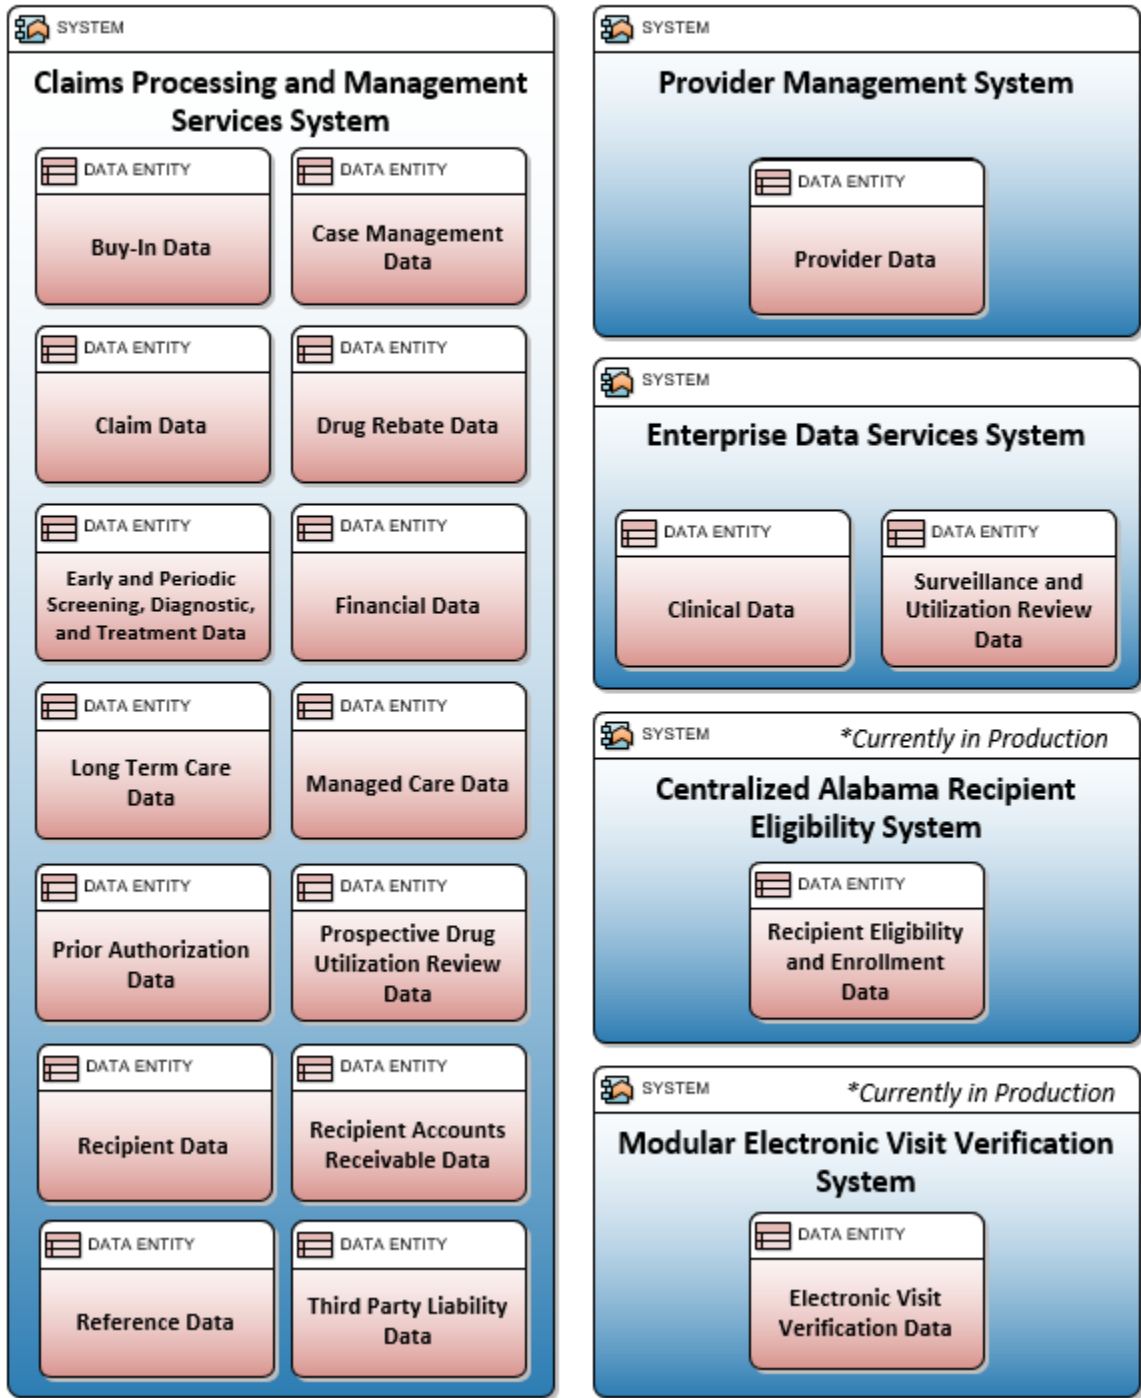 SYSTEM
Claims Processing and Management
Services System
DATA ENTITY
Buy-In Data
DATA ENTITY
Case Management
Data
DATA ENTITY
Claim Data
DATA ENTITY
Drug Rebate Data
DATA ENTITY
Early and Periodic
Screening, Diagnostic,
and Treatment Data
DATA ENTITY
Financial Data
DATA ENTITY
Long Term Care
Data
DATA ENTITY
Managed Care Data
DATA ENTITY
Prior Authorization
Data
DATA ENTITY
Prospective Drug
Utilization Review
Data
DATA ENTITY
Recipient Data
DATA ENTITY
Recipient Accounts
Receivable Data
DATA ENTITY
Reference Data
DATA ENTITY
Third Party Liability
Data
SYSTEM
Provider Management System
DATA ENTITY
Provider Data
SYSTEM
Enterprise Data Services System
DATA ENTITY
Clinical Data
DATA ENTITY
Surveillance and
Utilization Review
Data
SYSTEM
*Currently in Production
Centralized Alabama Recipient
Eligibility System
DATA ENTITY
Recipient Eligibility
and Enrollment
Data
SYSTEM
*Currently in Production
Modular Electronic Visit Verification
System
DATA ENTITY
Electronic Visit
Verification Data